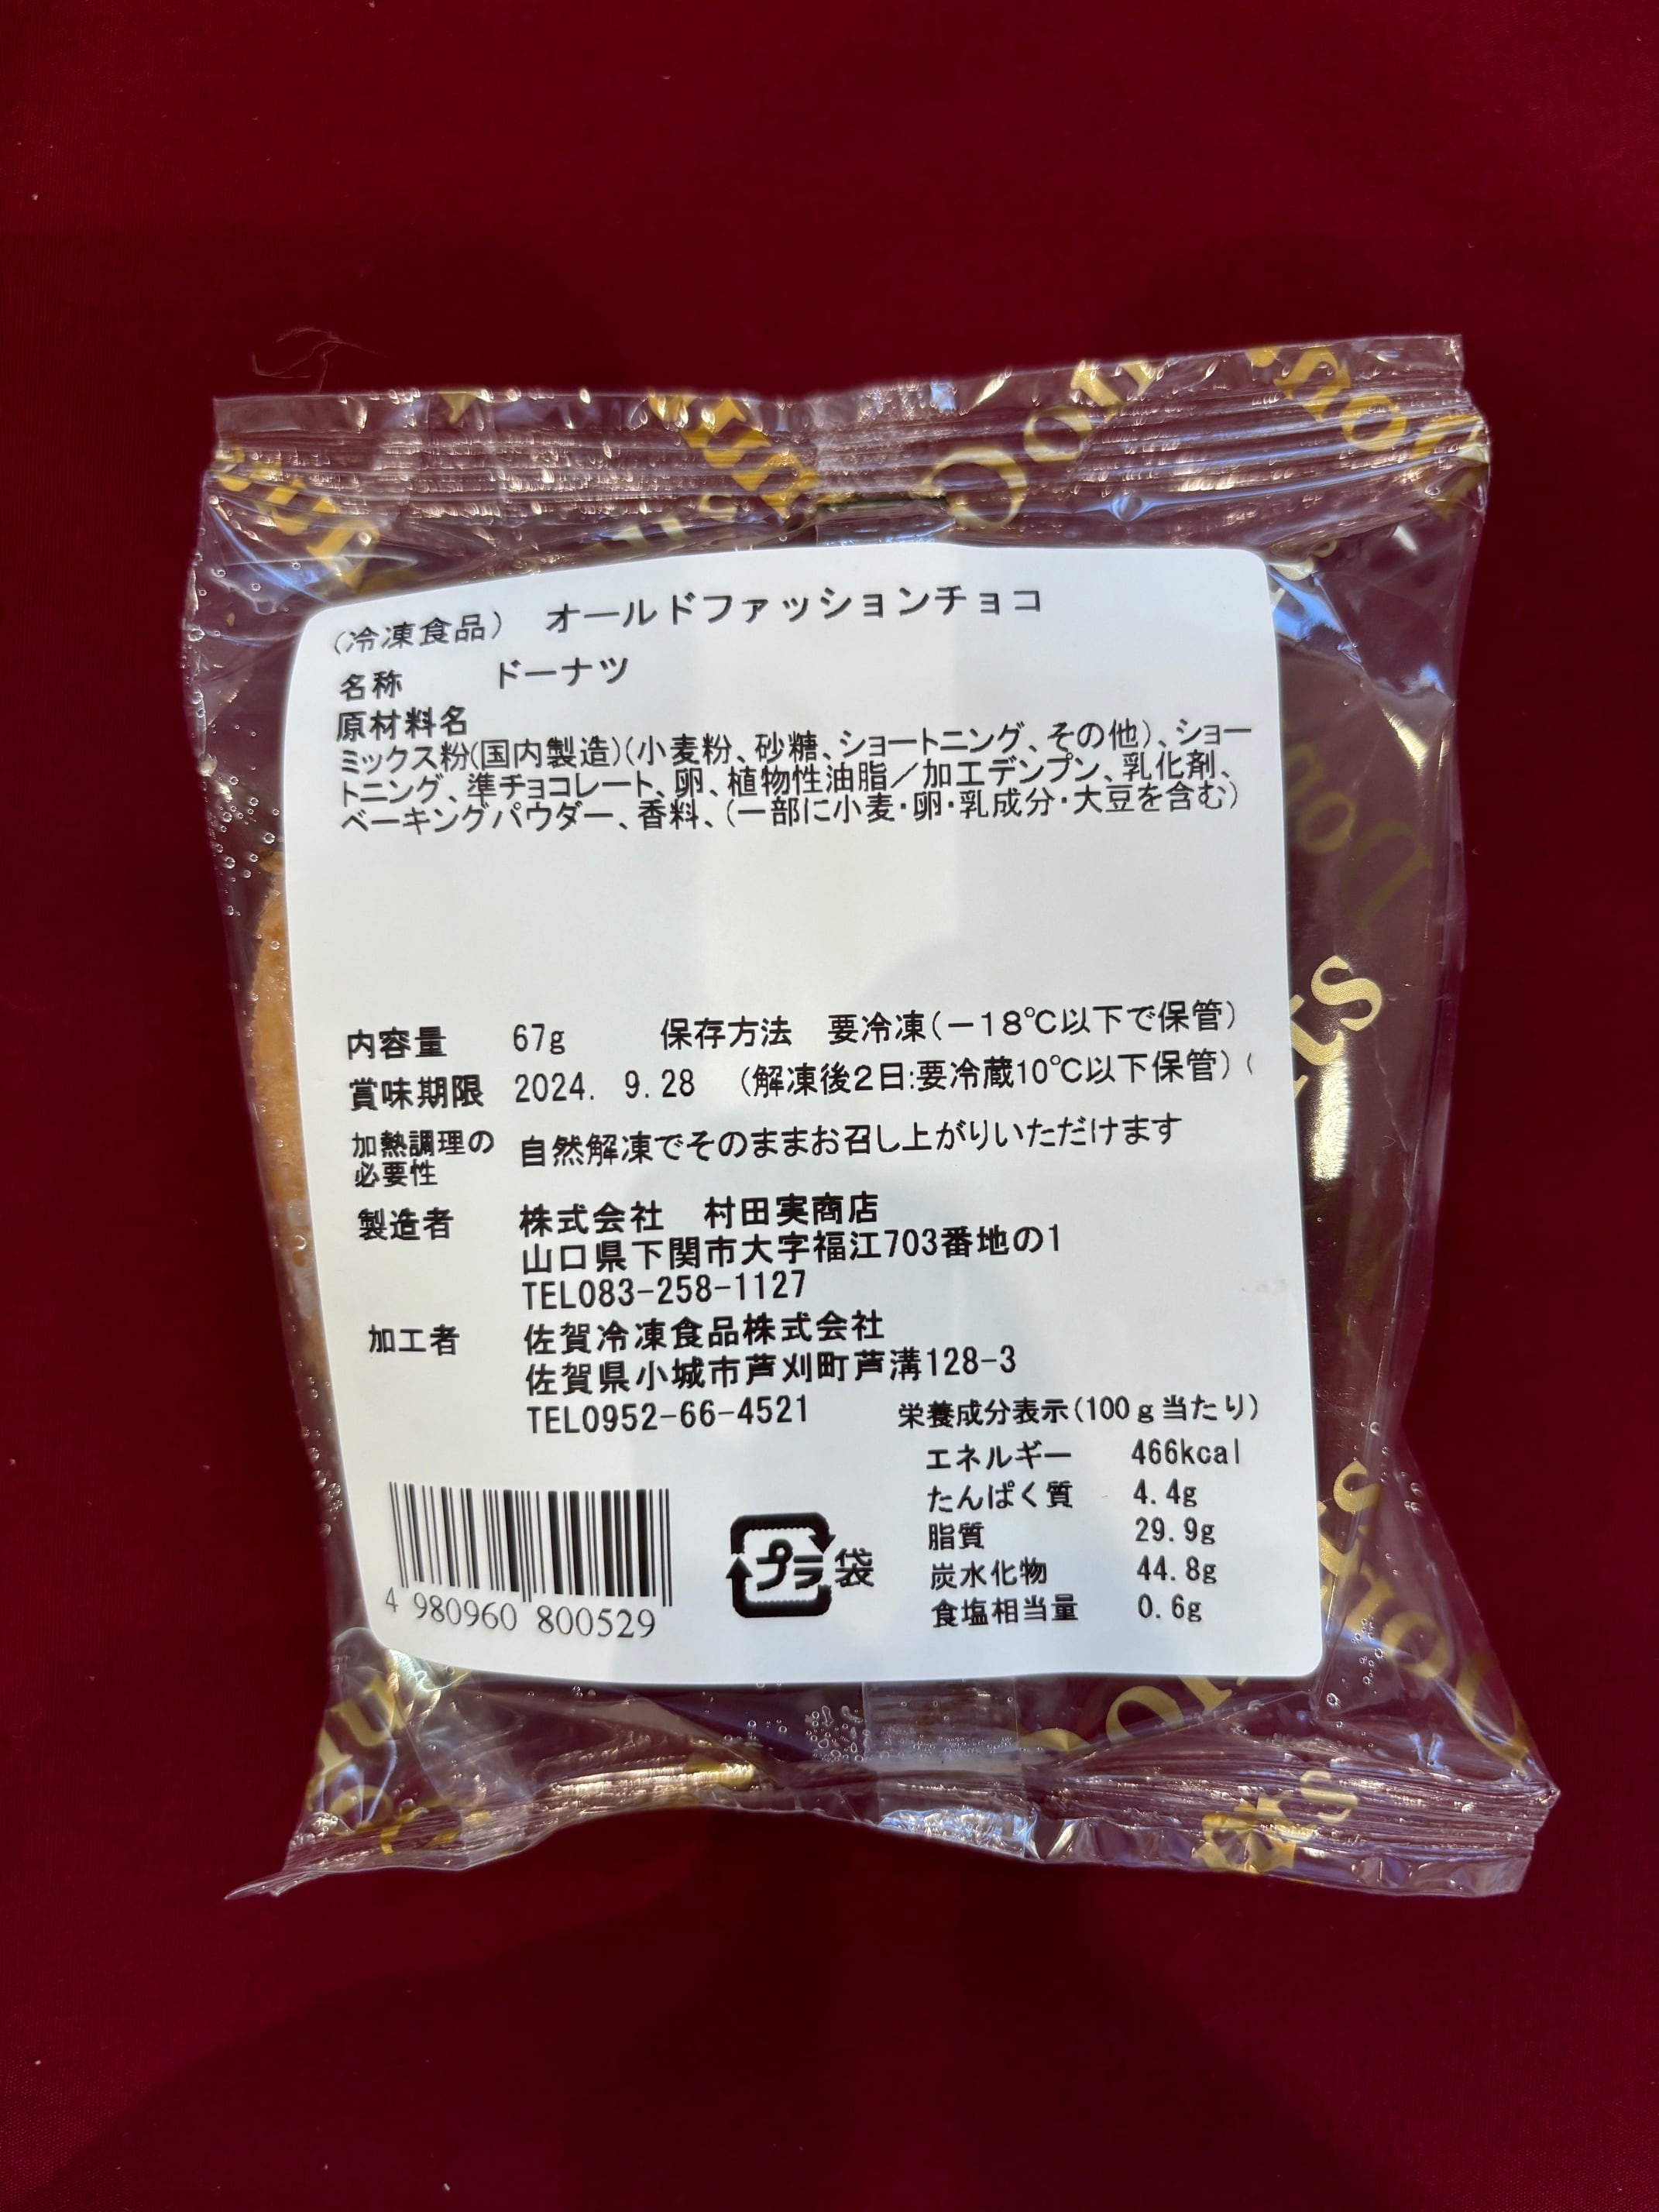 (冷凍食品) オールドファッションチョコ
名称 ドーナツ
原材料名
ミックス粉(国内製造)(小麦粉、砂糖、ショートニング、その他)、ショー
トニング、準チョコレート、卵、植物性油脂/加工デンプン、乳化剤、
ベーキングパウダー、香料、(一部に小麦・卵・乳成分・大豆を含む)
内容量 67g 保存方法 要冷凍(-18℃以下で保管)
賞味期限 2024. 9.28 (解凍後2日:要冷蔵10℃以下保管) (
加熱調理の
必要性 自然解凍でそのままお召し上がりいただけます
製造者 株式会社 村田実商店
山口県下関市大字福江703番地の1
TEL083-258-1127
加工者 佐賀冷凍食品株式会社
佐賀県小城市芦刈町芦溝128-3
TEL0952-66-4521
栄養成分表示(100g当たり)
エネルギー 466kcal
たんぱく質 4.4g
脂質 29.9g
炭水化物 44.8g
食塩相当量 0.6g
4 980960 800529
プラ 袋